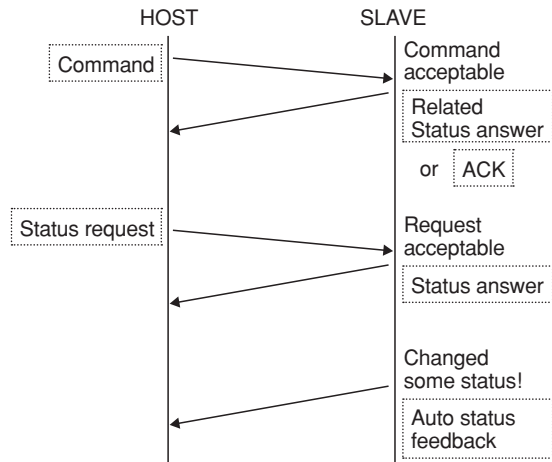 HOST SLAVE
Command
Command
acceptable
Related
Status answer
or ACK
Status request
Request
acceptable
Status answer
Changed
some status!
Auto status
feedback